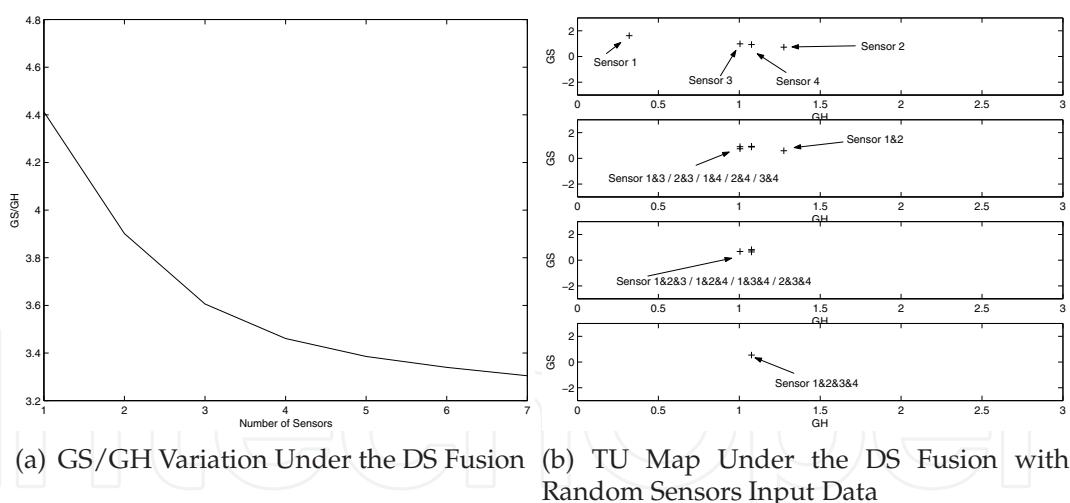 4.8
4.6
4.4
4.2
4
3.8
3.6
3.4
3.2
GS/GH
1 2 3 4 5 6 7
Number of Sensors
(a) GS/GH Variation Under the DS Fusion
2
0
−2
GS
Sensor 1
Sensor 3
Sensor 4
Sensor 2
0 0.5 1 1.5 2 2.5 3
GH
2
0
−2
GS
Sensor 1&3 / 2&3 / 1&4 / 2&4 / 3&4
Sensor 1&2
0 0.5 1 1.5 2 2.5 3
GH
2
0
−2
GS
Sensor 1&2&3 / 1&2&4 / 1&3&4 / 2&3&4
0 0.5 1 1.5 2 2.5 3
GH
2
0
−2
GS
Sensor 1&2&3&4
0 0.5 1 1.5 2 2.5 3
GH
(b) TU Map Under the DS Fusion with
Random Sensors Input Data